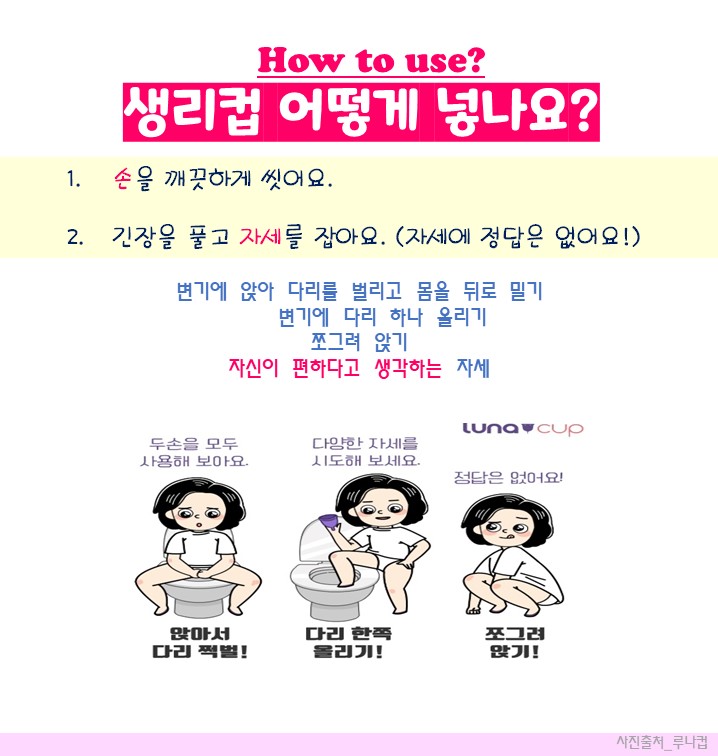 How to use?
생리컵 어떻게 넣나요?
1. 손을 깨끗하게 씻어요.
2. 긴장을 풀고 자세를 잡아요. (자세에 정답은 없어요!)
변기에 앉아 다리를 벌리고 몸을 뒤로 밀기
변기에 다리 하나 올리기
쪼그려 앉기
자신이 편하다고 생각하는 자세
LUNA CUP
두손을 모두
사용해 보아요.
다양한 자세를
시도해 보세요.
정답은 없어요!
앉아서
다리 쩍벌!
다리 한쪽
올리기!
쪼그려
앉기!
사진출처_루나컵